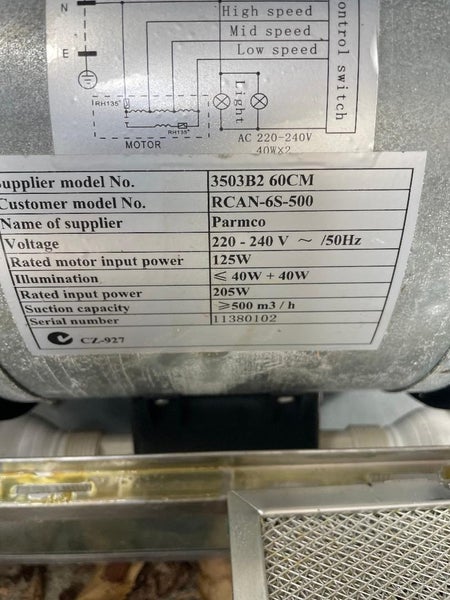 N
High speed
Mid speed
Low speed
E
ontrol switch
Light
RH135°
RH135°
MOTOR
AC 220-240V
40W×2
upplier model No. 3503B2 60CM
Customer model No. RCAN-6S-500
Name of supplier Parmco
Voltage 220 - 240 V ～ /50Hz
Rated motor input power 125W
Illumination ≤ 40W + 40W
Rated input power 205W
Suction capacity ≥500 m3 / h
Serial number 11380102
CZ-927